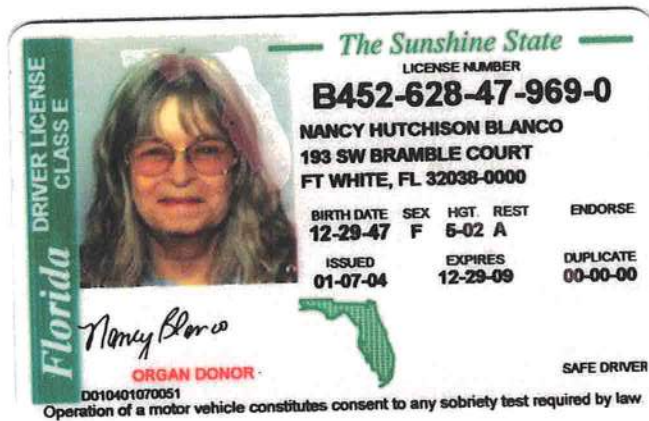 Florida DRIVER LICENSE CLASS E
The Sunshine State
LICENSE NUMBER
B452-628-47-969-0
NANCY HUTCHISON BLANCO
193 SW BRAMBLE COURT
FT WHITE, FL 32038-0000
BIRTH DATE SEX HGT. REST ENDORSE
12-29-47 F 5-02 A
ISSUED EXPIRES DUPLICATE
01-07-04 12-29-09 00-00-00
Nancy Blanco
ORGAN DONOR
SAFE DRIVER
D010401070051
Operation of a motor vehicle constitutes consent to any sobriety test required by law